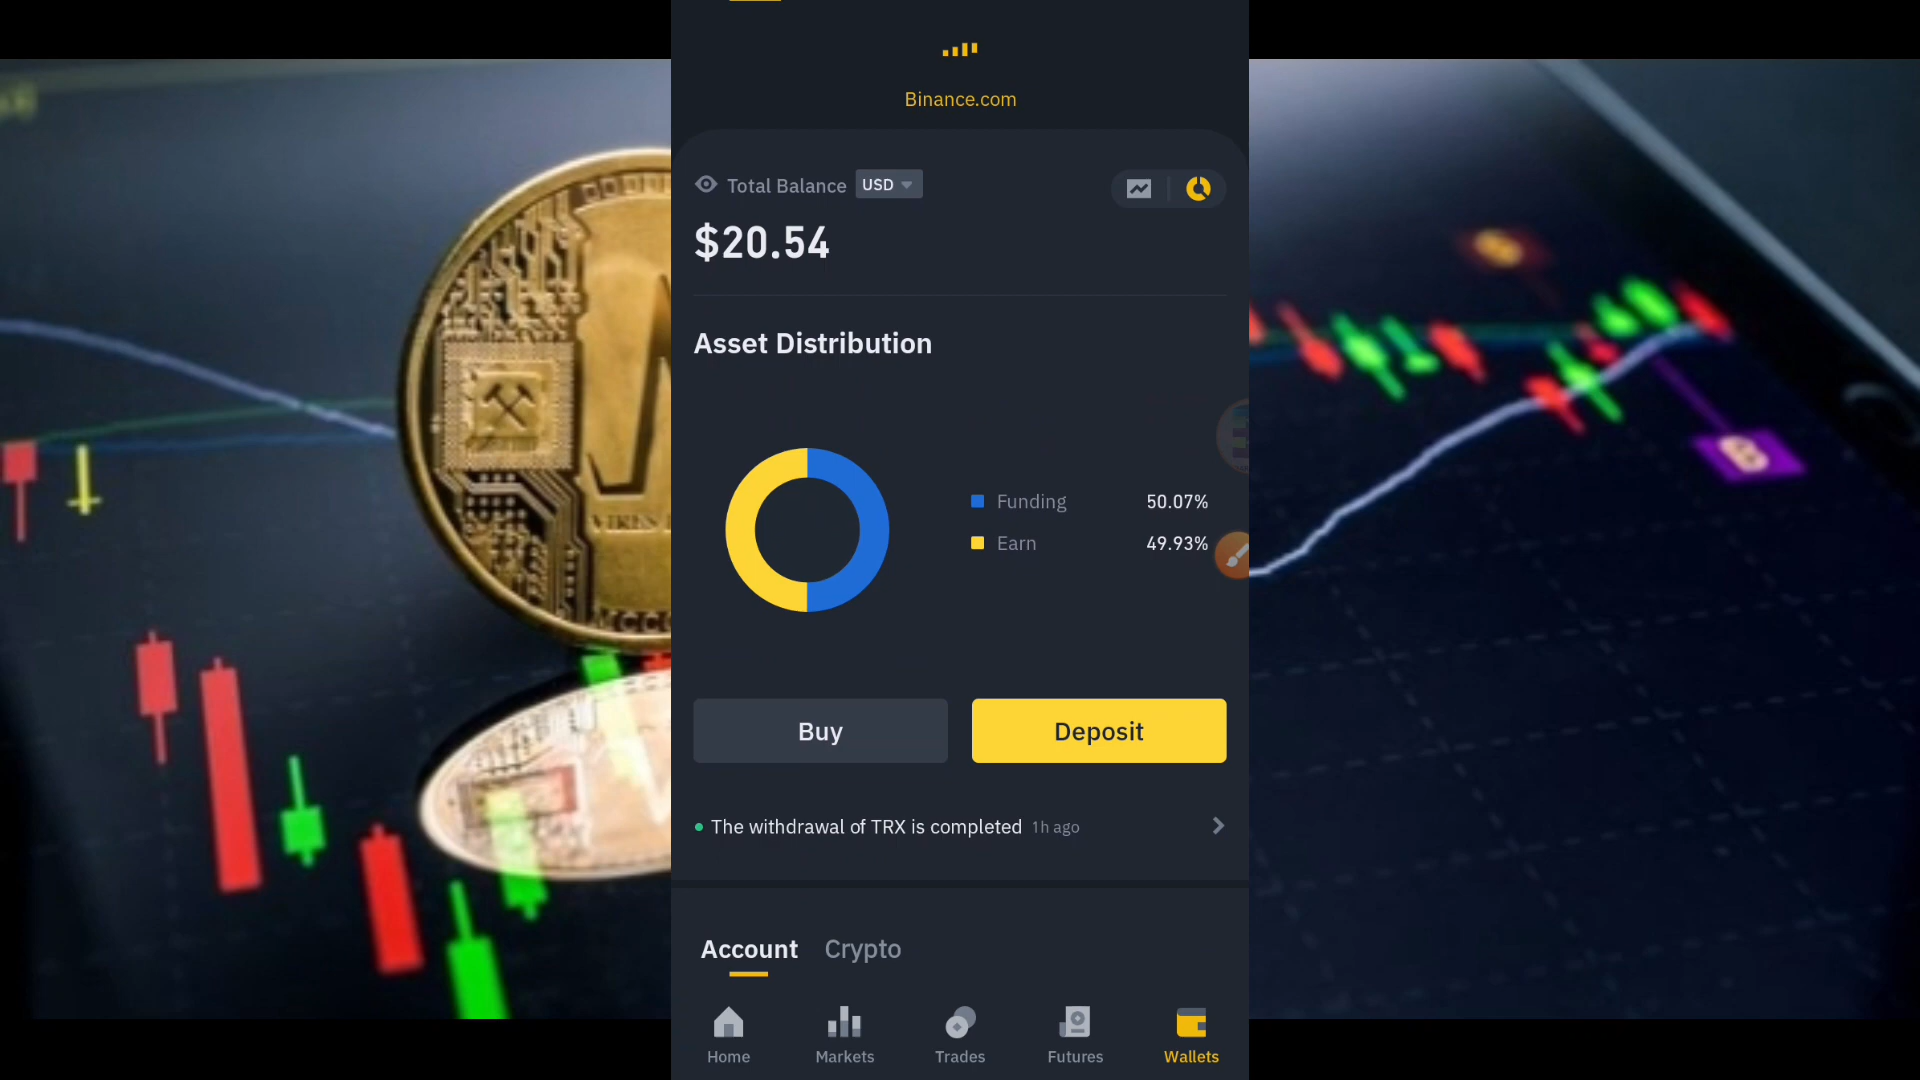 Binance.com
Total Balance USD
$20.54
Asset Distribution
Funding 50.07%
Earn 49.93%
Buy
Deposit
The withdrawal of TRX is completed 1h ago
Account Crypto
Home Markets Trades Futures Wallets